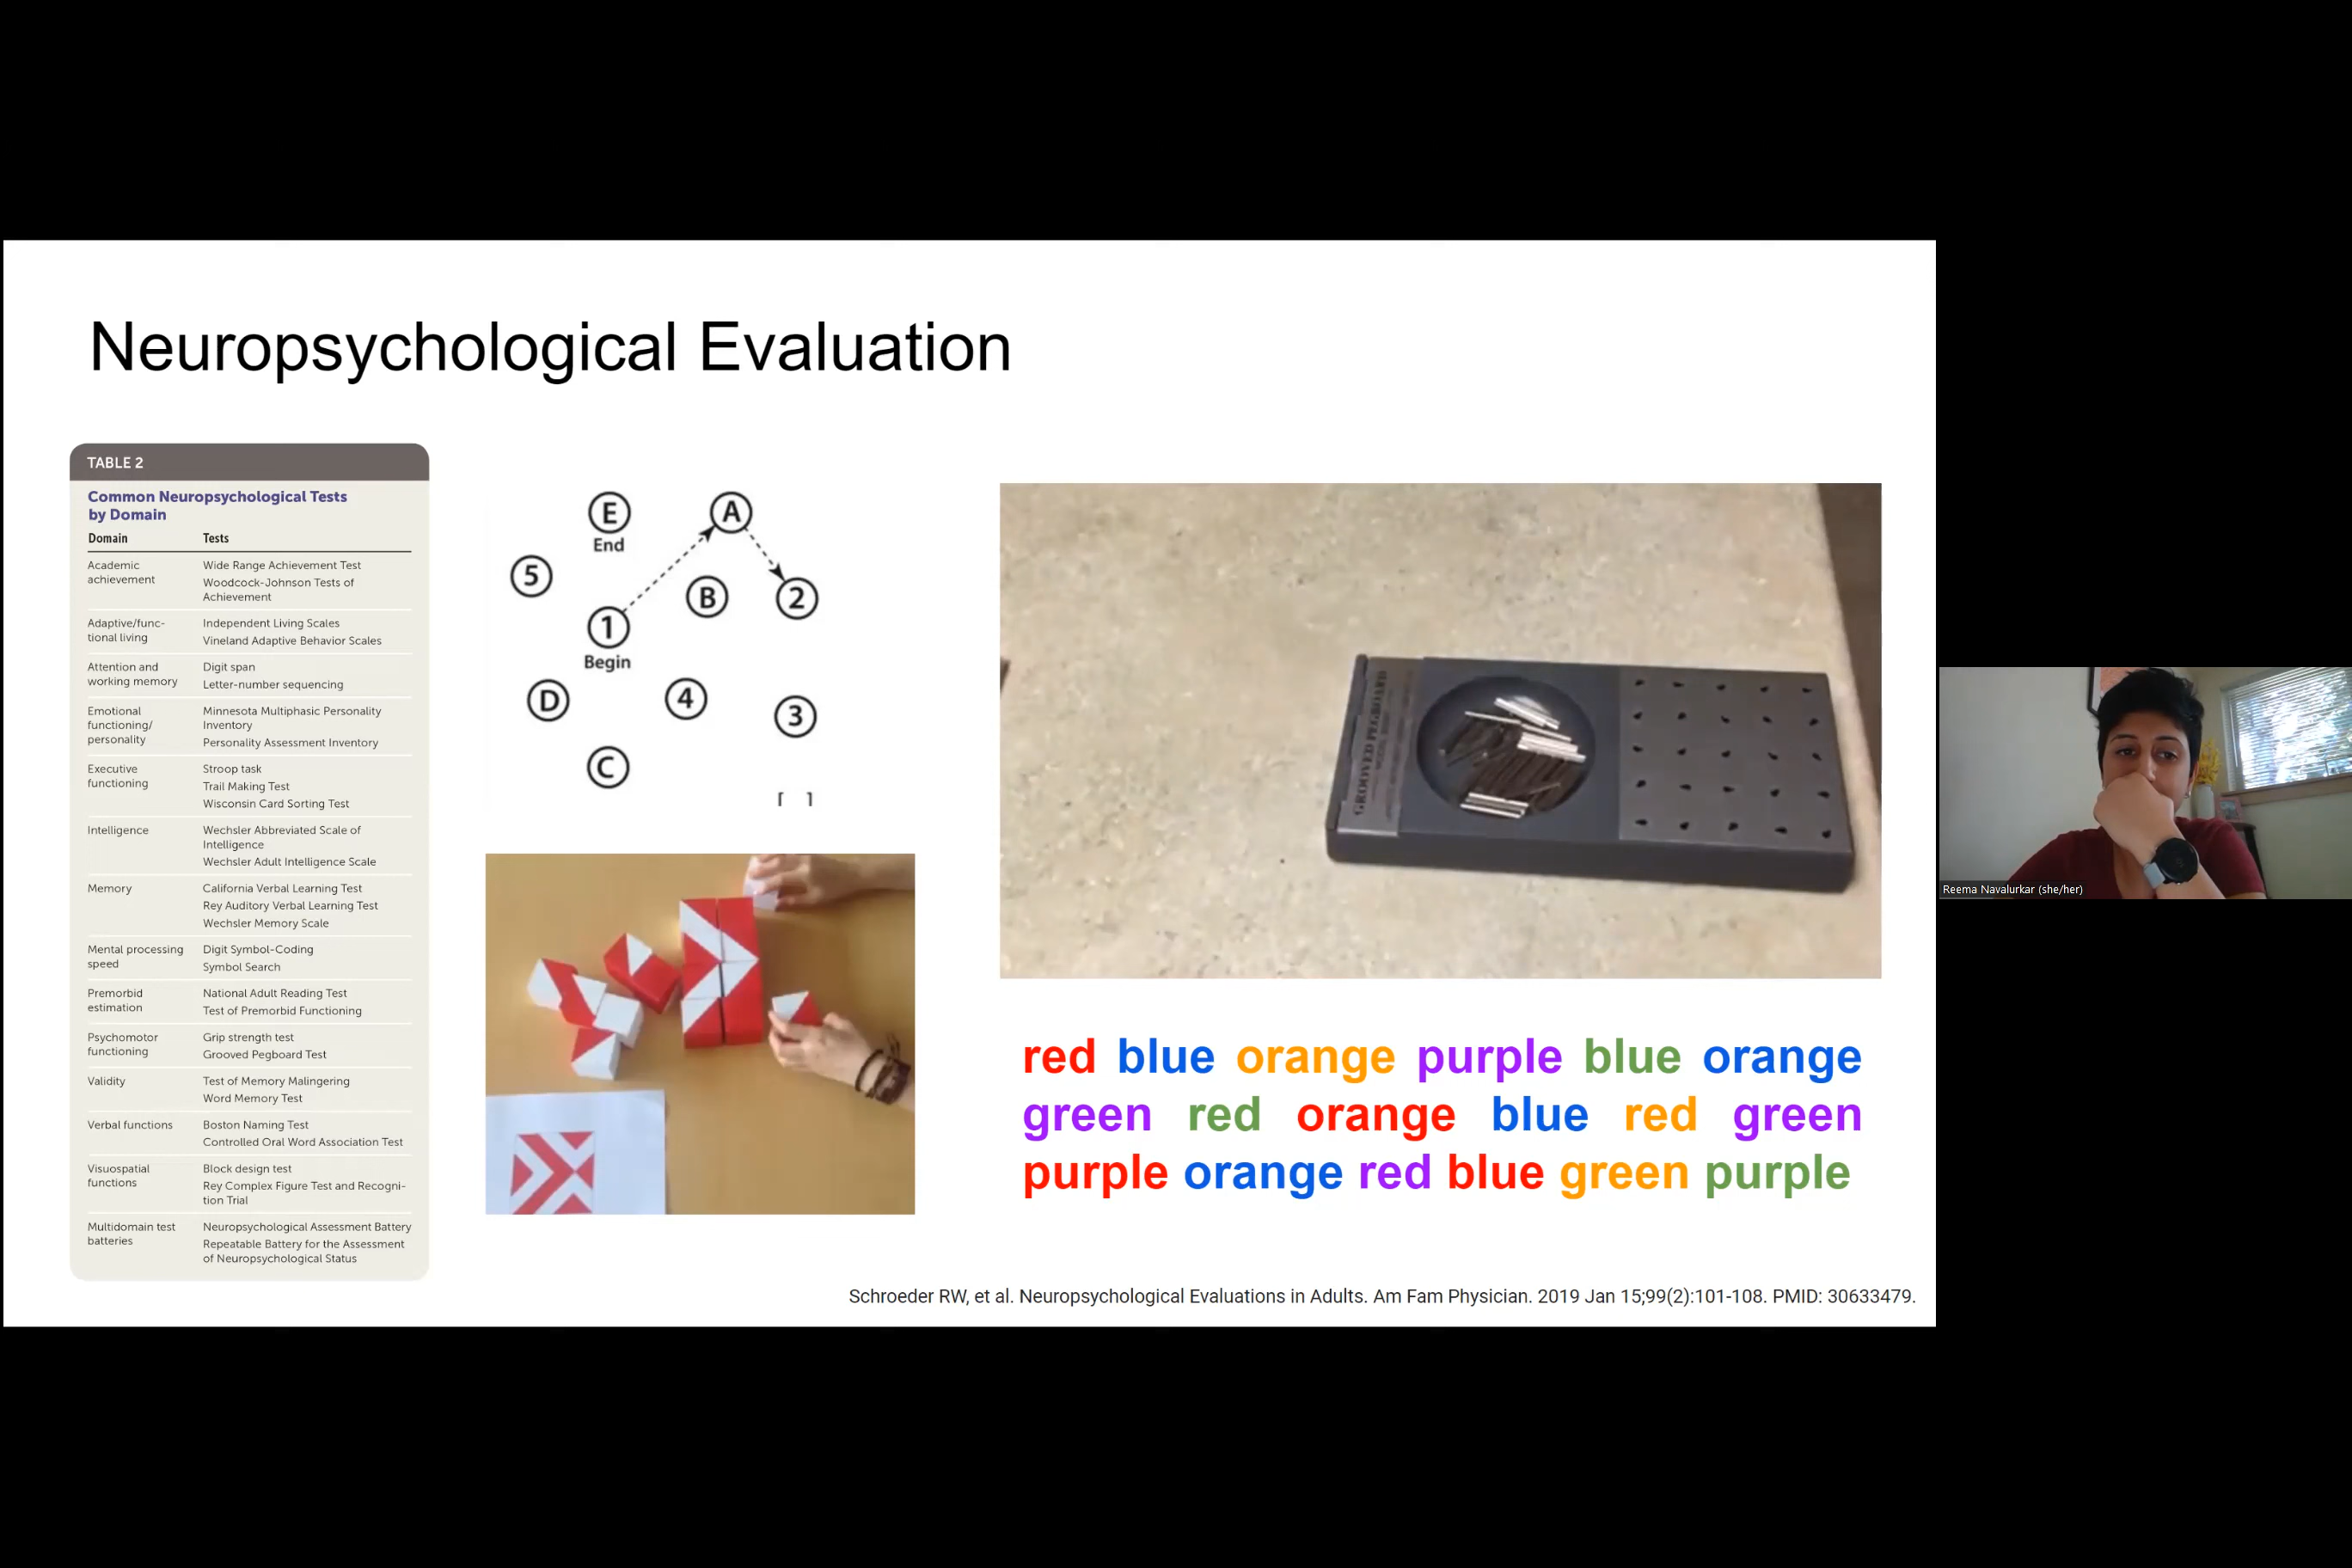 Neuropsychological Evaluation
TABLE 2
Common Neuropsychological Tests
by Domain
Domain Tests
Academic achievement
Wide Range Achievement Test
Woodcock-Johnson Tests of
Achievement
Adaptive/func-
tional living
Independent Living Scales
Vineland Adaptive Behavior Scales
Attention and
working memory
Digit span
Letter-number sequencing
Emotional
functioning/
personality
Minnesota Multiphasic Personality
Inventory
Personality Assessment Inventory
Executive
functioning
Stroop task
Trail Making Test
Wisconsin Card Sorting Test
Intelligence
Wechsler Abbreviated Scale of
Intelligence
Wechsler Adult Intelligence Scale
Memory
California Verbal Learning Test
Rey Auditory Verbal Learning Test
Wechsler Memory Scale
Mental processing
speed
Digit Symbol-Coding
Symbol Search
Premorbid
estimation
National Adult Reading Test
Test of Premorbid Functioning
Psychomotor
functioning
Grip strength test
Grooved Pegboard Test
Validity
Test of Memory Malingering
Word Memory Test
Verbal functions
Boston Naming Test
Controlled Oral Word Association Test
Visuospatial
functions
Block design test
Rey Complex Figure Test and Recogni-
tion Trial
Multidomain test
batteries
Neuropsychological Assessment Battery
Repeatable Battery for the Assessment
of Neuropsychological Status
E
End
A
5
B
2
1
Begin
D
4
3
C
[ ]
GROOVED PEGBOARD
red blue orange purple blue orange
green red orange blue red green
purple orange red blue green purple
Schroeder RW, et al. Neuropsychological Evaluations in Adults. Am Fam Physician. 2019 Jan 15;99(2):101-108. PMID: 30633479.
Reema Navalurkar (she/her)